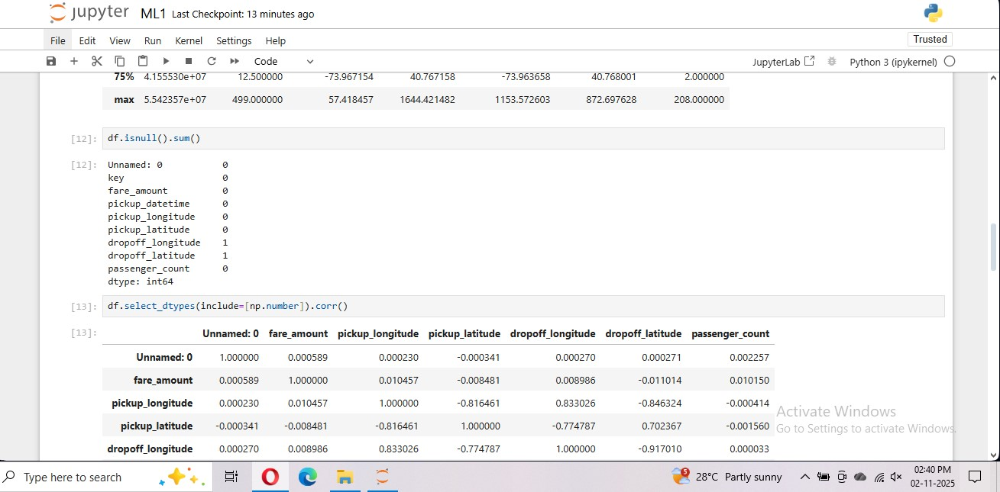 jupyter ML1 Last Checkpoint: 13 minutes ago
File Edit View Run Kernel Settings Help Trusted
Code JupyterLab Python 3 (ipykernel)
75% 4.155530e+07 12.500000 -73.967154 40.767158 -73.963658 40.768001 2.000000
max 5.542357e+07 499.000000 57.418457 1644.421482 1153.572603 872.697628 208.000000
[12]: df.isnull().sum()
[12]: Unnamed: 0 0
key 0
fare_amount 0
pickup_datetime 0
pickup_longitude 0
pickup_latitude 0
dropoff_longitude 1
dropoff_latitude 1
passenger_count 0
dtype: int64
[13]: df.select_dtypes(include=[np.number]).corr()
[13]: Unnamed: 0 fare_amount pickup_longitude pickup_latitude dropoff_longitude dropoff_latitude passenger_count
Unnamed: 0 1.000000 0.000589 0.000230 -0.000341 0.000270 0.000271 0.002257
fare_amount 0.000589 1.000000 0.010457 -0.008481 0.008986 -0.011014 0.010150
pickup_longitude 0.000230 0.010457 1.000000 -0.816461 0.833026 -0.846324 -0.000414
pickup_latitude -0.000341 -0.008481 -0.816461 1.000000 -0.774787 0.702367 -0.001560
dropoff_longitude 0.000270 0.008986 0.833026 -0.774787 1.000000 -0.917010 0.000033
Activate Windows
Go to Settings to activate Windows.
Type here to search 5 28°C Partly sunny 02:40 PM
02-11-2025